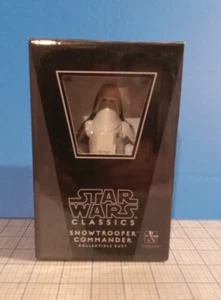 STAR
WARS
CLASSICS
SNOWTROOPER
COMMANDER
COLLECTIBLE BUST